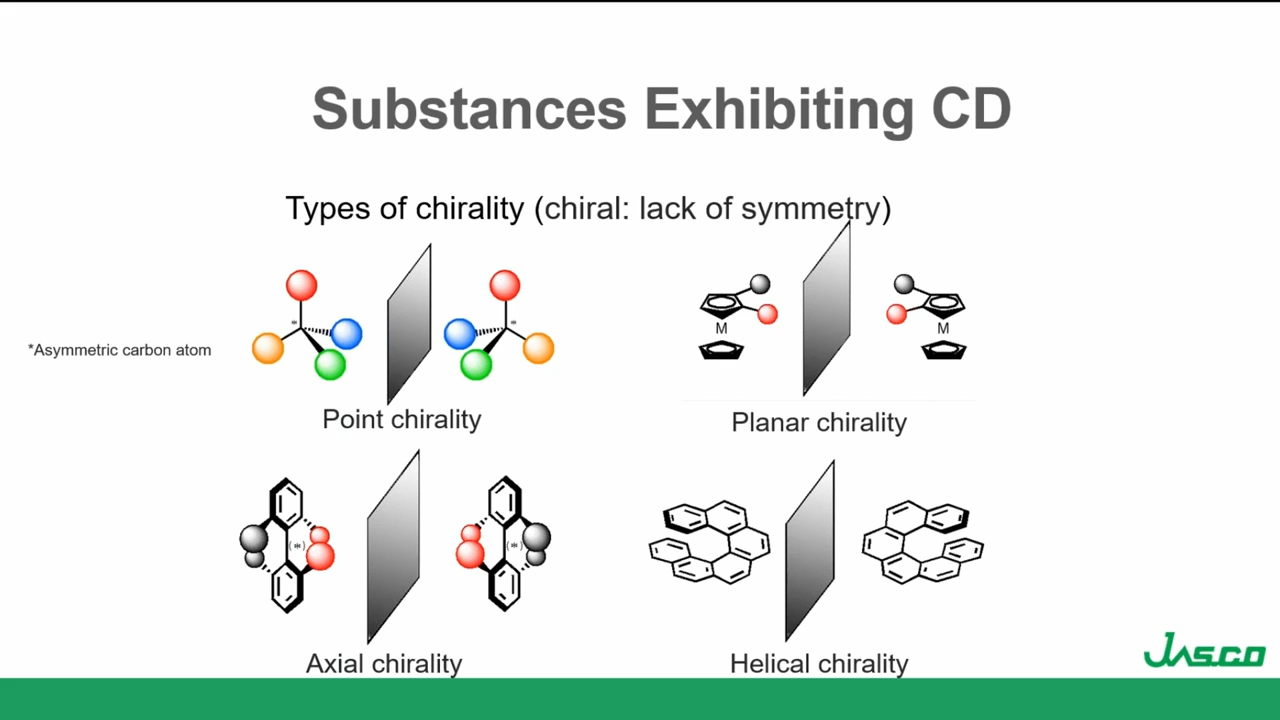 Substances Exhibiting CD
Types of chirality (chiral: lack of symmetry)
*
*
M
M
*Asymmetric carbon atom
Point chirality
Planar chirality
(*)
(*)
Axial chirality
Helical chirality
JASCO